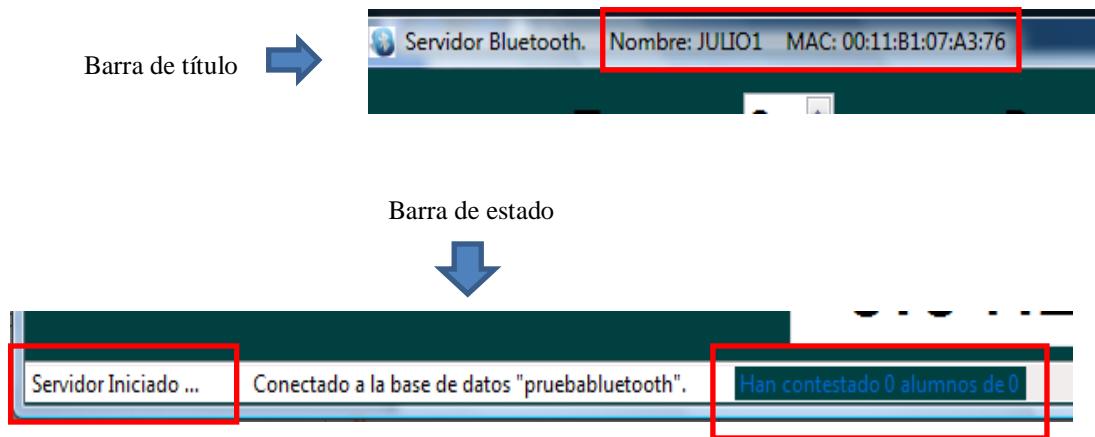 Servidor Bluetooth. Nombre: JULIO1 MAC: 00:11:B1:07:A3:76
Barra de título
Barra de estado
Servidor Iniciado ... Conectado a la base de datos "pruebabluetooth". Han contestado 0 alumnos de 0